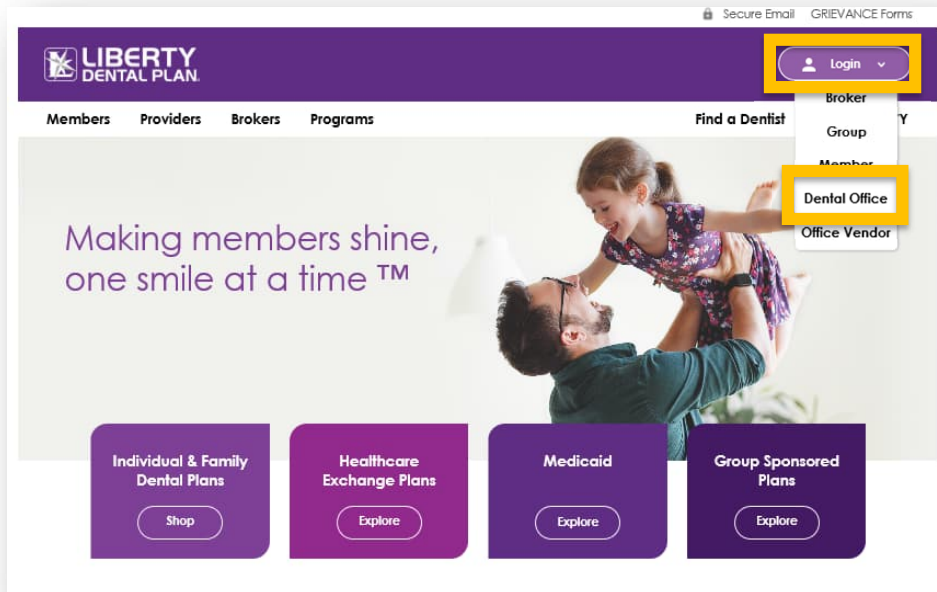 Secure Email GRIEVANCE Forms
LIBERTY
DENTAL PLAN.
Login
Members Providers Brokers Programs Find a Dentist Y
Broker
Group
Member
Dental Office
Office Vendor
Making members shine,
one smile at a time ™
Individual & Family
Dental Plans
Shop
Healthcare
Exchange Plans
Explore
Medicaid
Explore
Group Sponsored
Plans
Explore